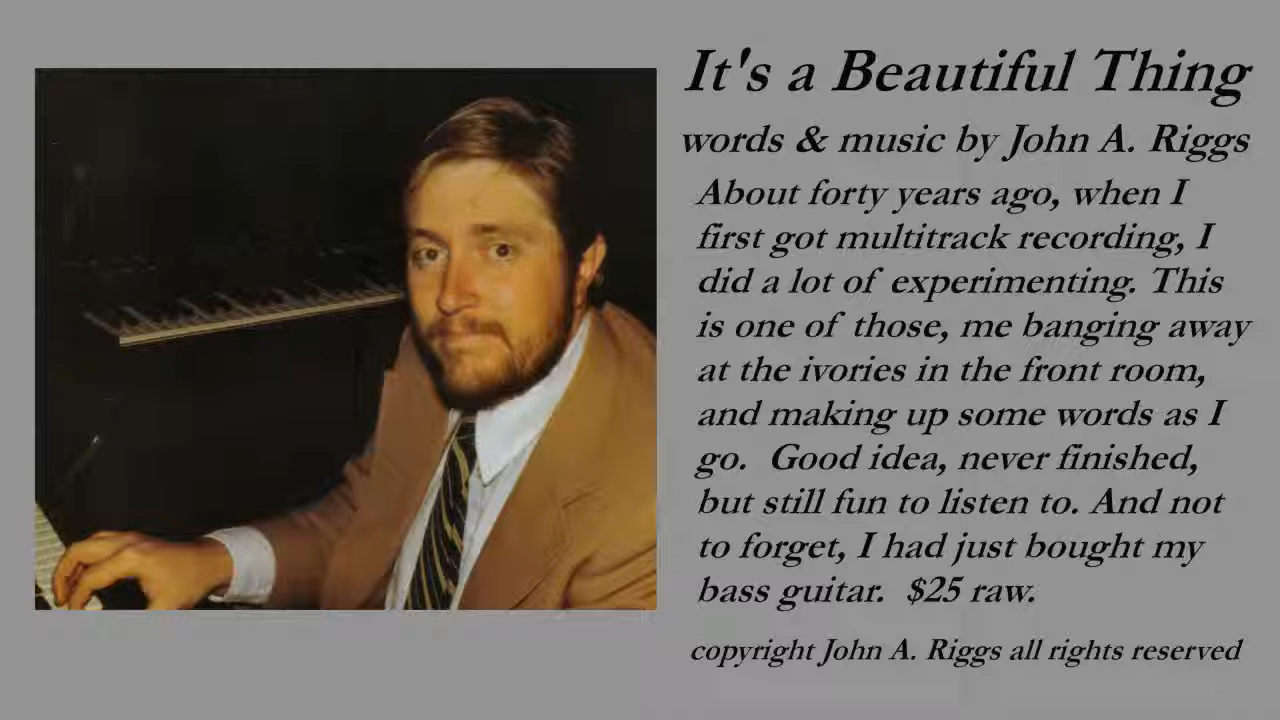 It's a Beautiful Thing
words & music by John A. Riggs
About forty years ago, when I
first got multitrack recording, I
did a lot of experimenting. This
is one of those, me banging away
at the ivories in the front room,
and making up some words as I
go.  Good idea, never finished,
but still fun to listen to. And not
to forget, I had just bought my
bass guitar.  $25 raw.
copyright John A. Riggs all rights reserved